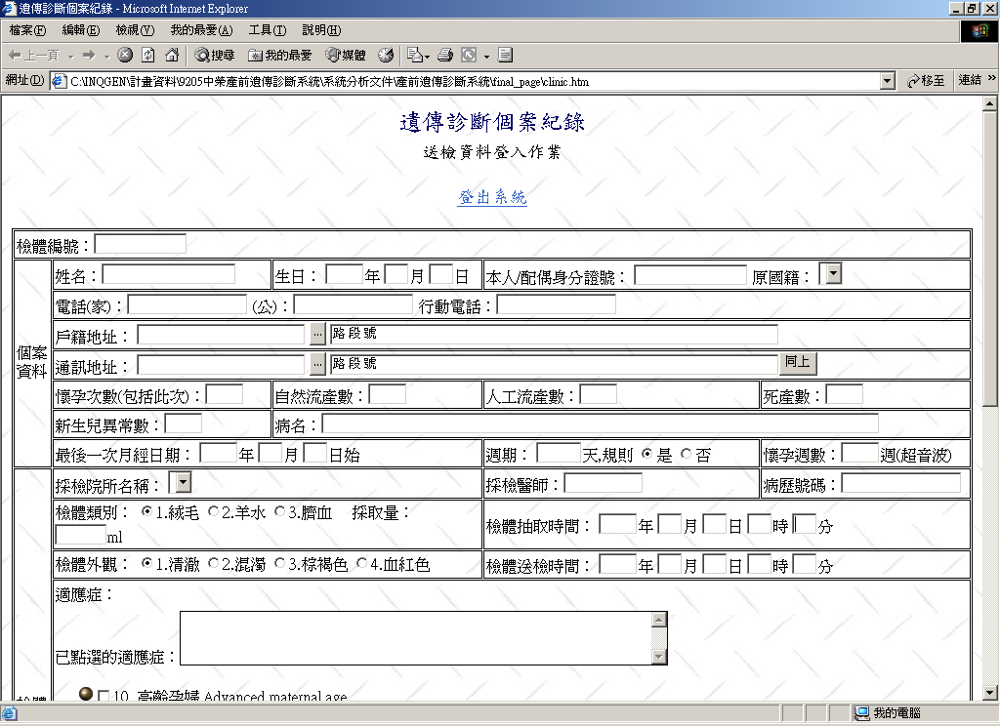 遺傳診斷個案紀錄 - Microsoft Internet Explorer
檔案(F) 編輯(E) 檢視(V) 我的最愛(A) 工具(T) 說明(H)
上一頁 搜尋 我的最愛 媒體
網址(D) C:\INQGEN\計畫資料\9205中榮產前遺傳診斷系統\系統分析文件\產前遺傳診斷系統\final_page\clinic.htm 移至 連結 »
遺傳診斷個案紀錄
送檢資料登入作業
登出系統
檢體編號：
個案資料
姓名： 生日： 年 月 日 本人/配偶身分證號： 原國籍：
電話(家)： (公)： 行動電話：
戶籍地址： ... 路 段 號
通訊地址： ... 路 段 號 同上
懷孕次數(包括此次)： 自然流產數： 人工流產數： 死產數：
新生兒異常數： 病名：
最後一次月經日期： 年 月 日始 週期： 天,規則 是 否 懷孕週數： 週(超音波)
採檢院所名稱： 採檢醫師： 病歷號碼：
檢體類別： 1.絨毛 2.羊水 3.臍血 採取量：
ml
檢體抽取時間： 年 月 日 時 分
檢體外觀： 1.清澈 2.混濁 3.棕褐色 4.血紅色 檢體送檢時間： 年 月 日 時 分
適應症：
已點選的適應症：
10. 高齡孕婦 Advanced maternal age
檢體
我的電腦